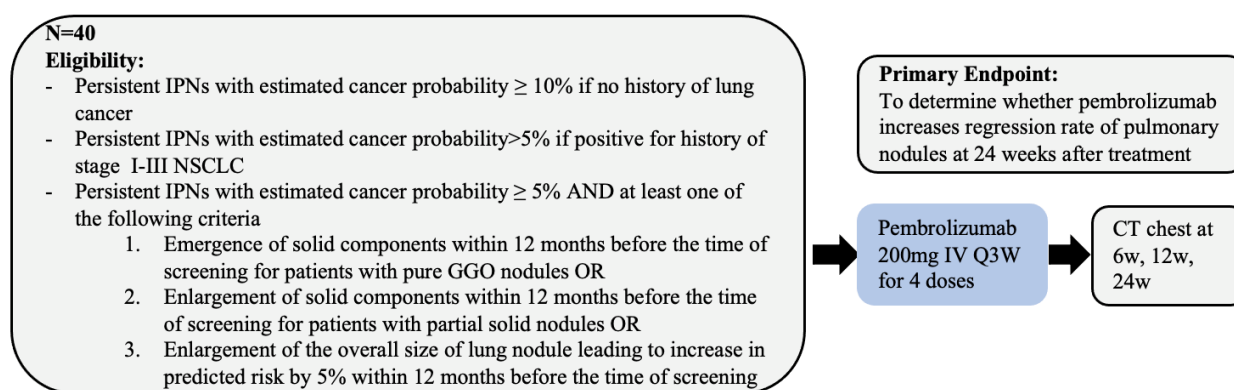 N=40
Eligibility:
- Persistent IPNs with estimated cancer probability ≥ 10% if no history of lung
cancer
- Persistent IPNs with estimated cancer probability>5% if positive for history of
stage I-III NSCLC
- Persistent IPNs with estimated cancer probability ≥ 5% AND at least one of
the following criteria
1. Emergence of solid components within 12 months before the time of
screening for patients with pure GGO nodules OR
2. Enlargement of solid components within 12 months before the time
of screening for patients with partial solid nodules OR
3. Enlargement of the overall size of lung nodule leading to increase in
predicted risk by 5% within 12 months before the time of screening
Primary Endpoint:
To determine whether pembrolizumab
increases regression rate of pulmonary
nodules at 24 weeks after treatment
Pembrolizumab
200mg IV Q3W
for 4 doses
CT chest at
6w, 12w,
24w